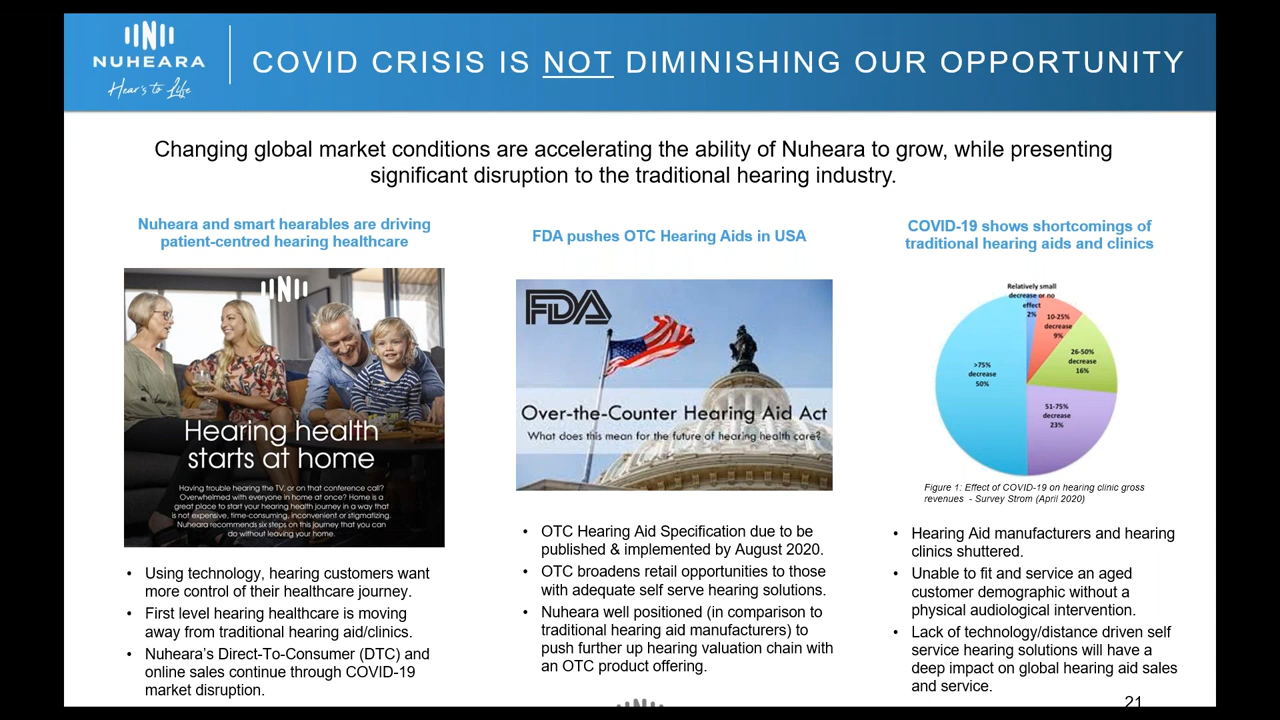 NUHEARA
Hear's to Life
COVID CRISIS IS NOT DIMINISHING OUR OPPORTUNITY
Changing global market conditions are accelerating the ability of Nuheara to grow, while presenting
significant disruption to the traditional hearing industry.
Nuheara and smart hearables are driving
patient-centred hearing healthcare
Hearing health
starts at home
Having trouble hearing the TV, or on that conference call?
Overwhelmed with everyone in home at once? Home is a
great place to start your hearing health journey in a way that
is not expensive, time-consuming, inconvenient or stigmatizing.
Nuheara recommends six steps on this journey that you can
do without leaving your home.
• Using technology, hearing customers want
more control of their healthcare journey.
• First level hearing healthcare is moving
away from traditional hearing aid/clinics.
• Nuheara's Direct-To-Consumer (DTC) and
online sales continue through COVID-19
market disruption.
FDA pushes OTC Hearing Aids in USA
FDA
Over-the-Counter Hearing Aid Act
What does this mean for the future of hearing health care?
• OTC Hearing Aid Specification due to be
published & implemented by August 2020.
• OTC broadens retail opportunities to those
with adequate self serve hearing solutions.
• Nuheara well positioned (in comparison to
traditional hearing aid manufacturers) to
push further up hearing valuation chain with
an OTC product offering.
COVID-19 shows shortcomings of
traditional hearing aids and clinics
Relatively small
decrease or no
effect
2%
10-25%
decrease
9%
26-50%
decrease
16%
51-75%
decrease
23%
>75%
decrease
50%
Figure 1: Effect of COVID-19 on hearing clinic gross
revenues - Survey Strom (April 2020)
• Hearing Aid manufacturers and hearing
clinics shuttered.
• Unable to fit and service an aged
customer demographic without a
physical audiological intervention.
• Lack of technology/distance driven self
service hearing solutions will have a
deep impact on global hearing aid sales
and service.
21